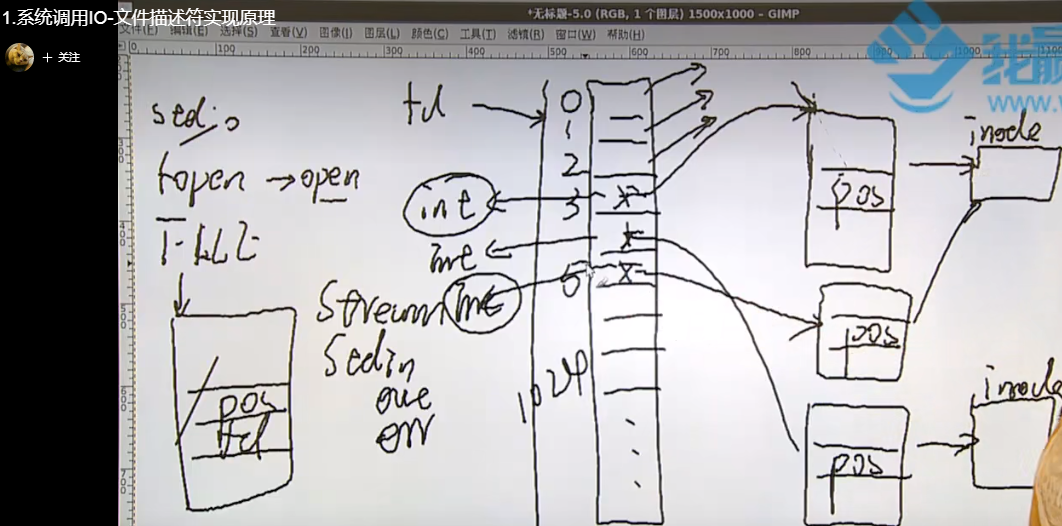 1.系统调用IO-文件描述符实现原理
+ 关注
*无标题-5.0 (RGB, 1 个图层) 1500x1000 – GIMP
文件(F) 编辑(E) 选择(S) 查看(V) 图像(I) 图层(L) 颜色(C) 工具(T) 滤镜(R) 窗口(W) 帮助(H)
0 100 200 300 400 500 600 700 800 900 1000
www.
stdio
fopen → open
FILE
pos
fd
fd
0
1
2
3
5
1024
int
int
int
Stream
stdin
out
err
pos
pos
pos
inode
inode